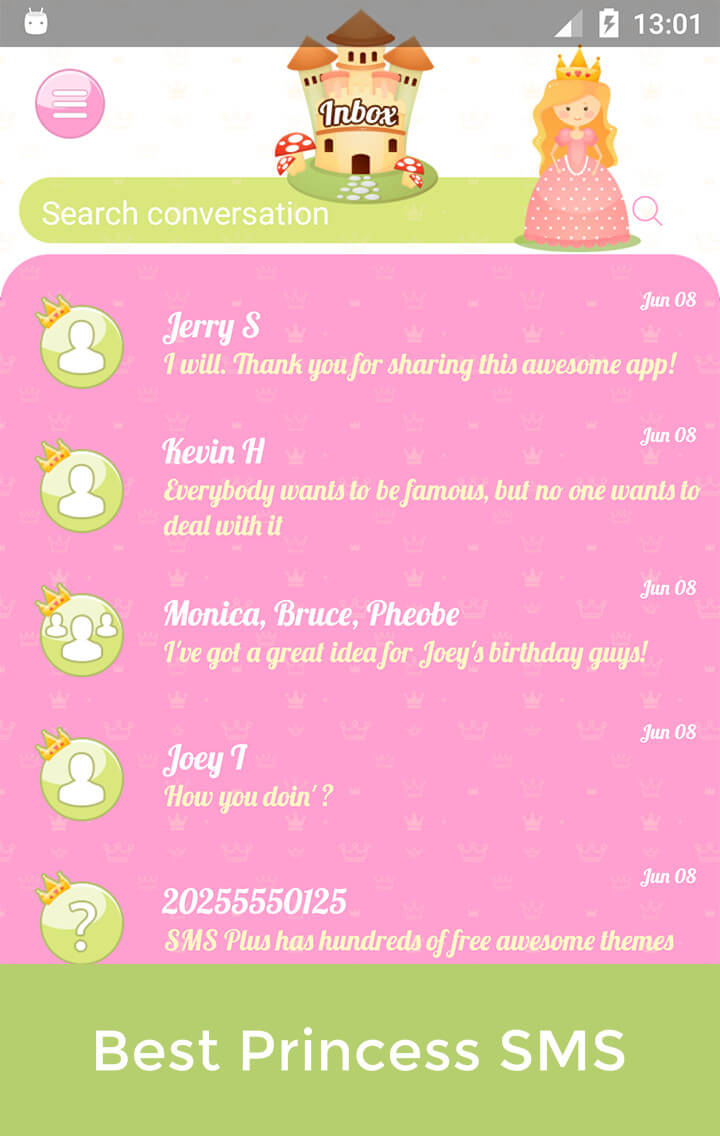 13:01
Inbox
Search conversation
Jun 08
Jerry S
I will. Thank you for sharing this awesome app!
Jun 08
Kevin H
Everybody wants to be famous, but no one wants to
deal with it
Jun 08
Monica, Bruce, Pheobe
I've got a great idea for Joey's birthday guys!
Jun 08
Joey T
How you doin' ?
Jun 08
20255550125
?
SMS Plus has hundreds of free awesome themes
Best Princess SMS